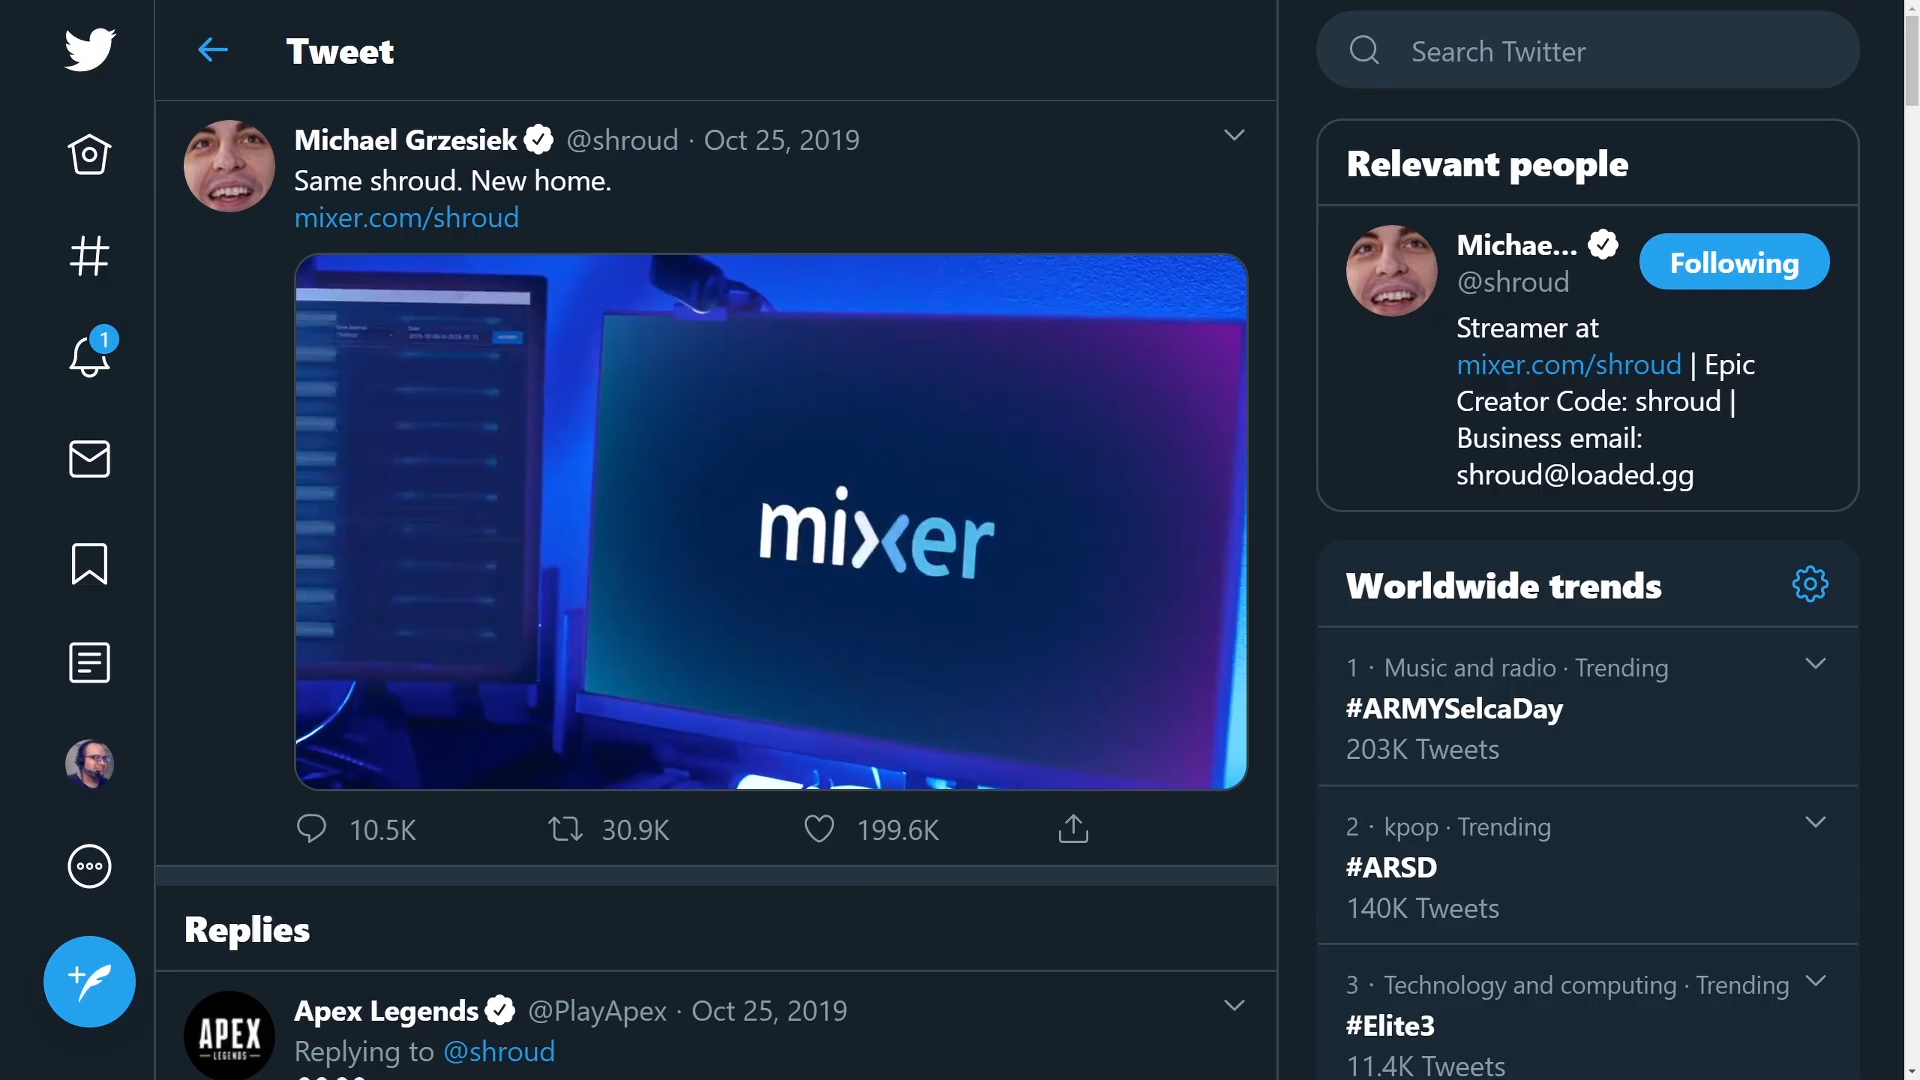 Tweet
Michael Grzesiek @shroud · Oct 25, 2019
Same shroud. New home.
mixer.com/shroud
mixer
10.5K 30.9K 199.6K
Replies
Apex Legends @PlayApex · Oct 25, 2019
Replying to @shroud
APEX
LEGENDS
1
Search Twitter
Relevant people
Michae... Following
@shroud
Streamer at
mixer.com/shroud | Epic
Creator Code: shroud |
Business email:
shroud@loaded.gg
Worldwide trends
1 · Music and radio · Trending
#ARMYSelcaDay
203K Tweets
2 · kpop · Trending
#ARSD
140K Tweets
3 · Technology and computing · Trending
#Elite3
11.4K Tweets